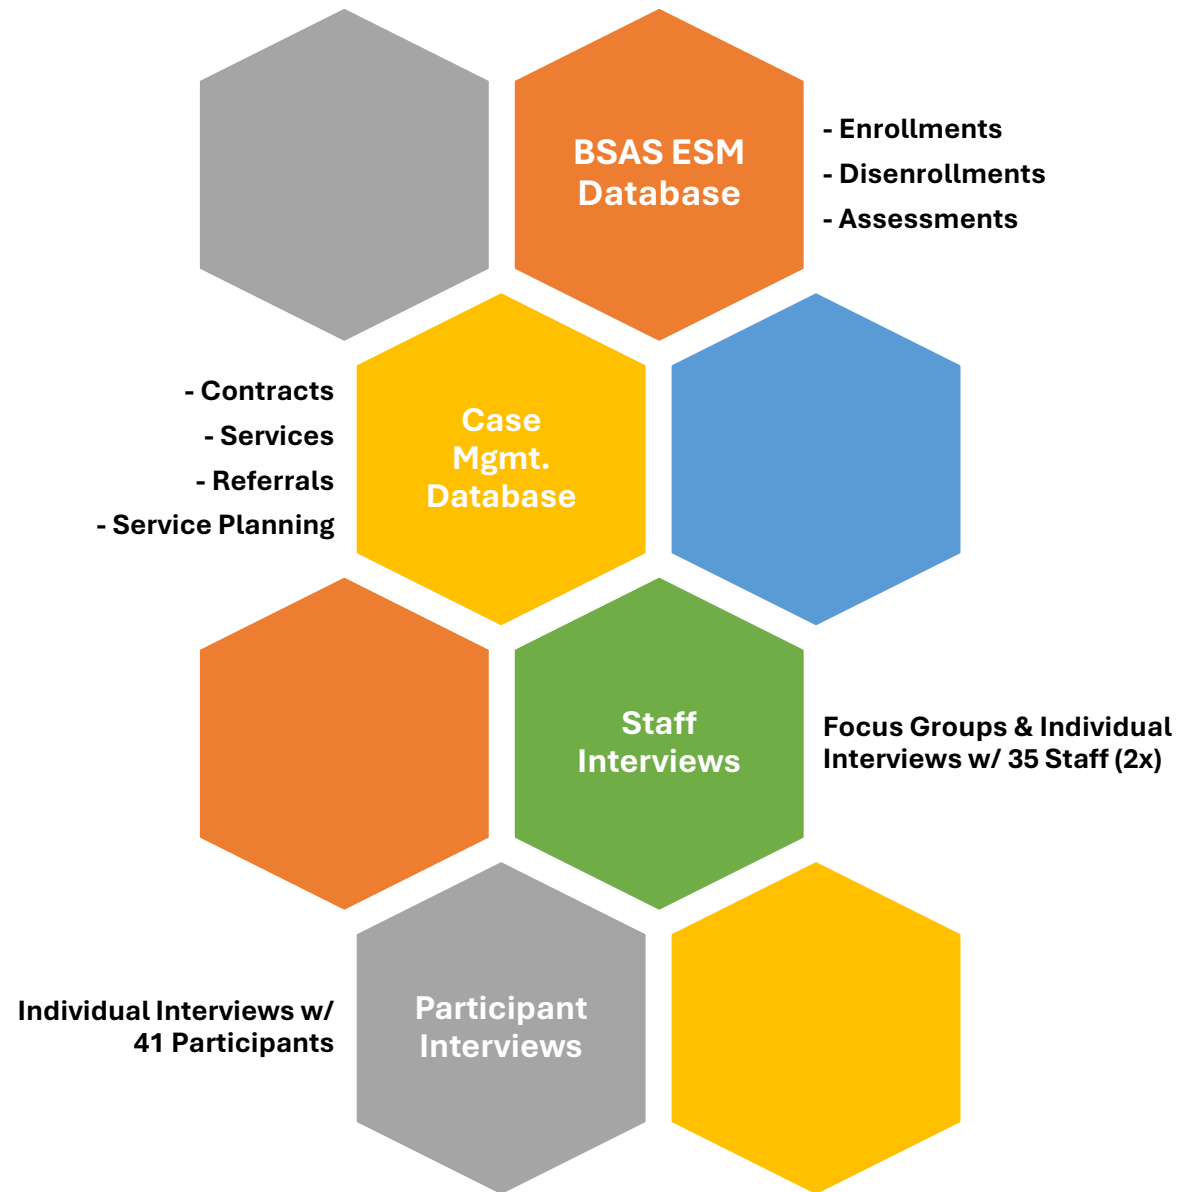 BSAS ESM
Database
- Enrollments
- Disenrollments
- Assessments
- Contracts
- Services
- Referrals
- Service Planning
Case
Mgmt.
Database
Staff
Interviews
Focus Groups & Individual
Interviews w/ 35 Staff (2x)
Individual Interviews w/
41 Participants
Participant
Interviews